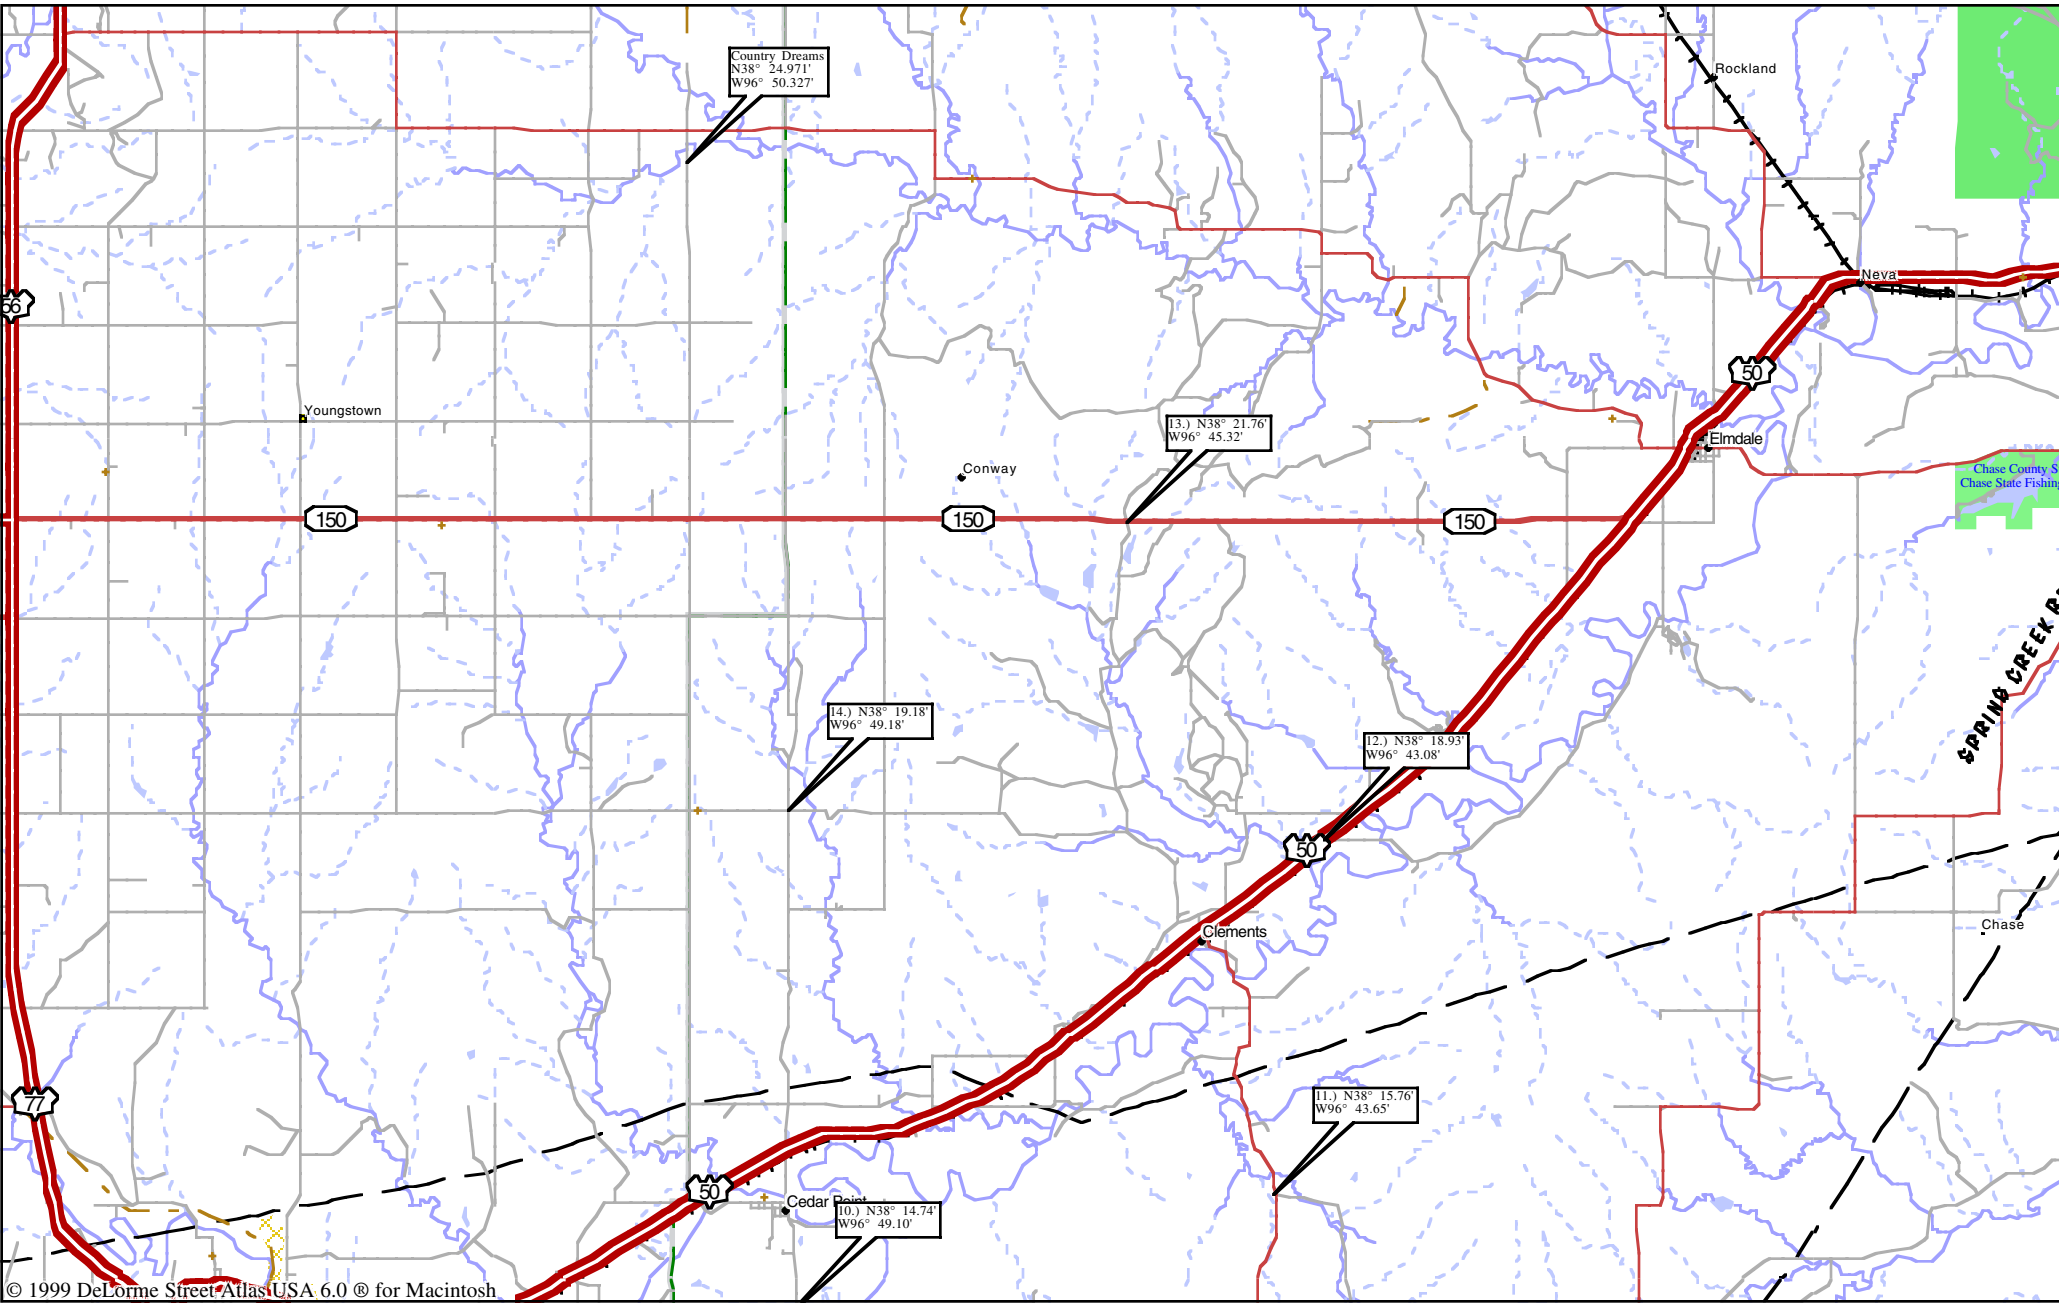 Country Dreams
N38° 24.971'
W96° 50.327'
Rockland
Neva
56
50
Youngstown
13.) N38° 21.76'
W96° 45.32'
Elmdale
Conway
Chase County S
Chase State Fishing
150
150
150
SPRING CREEK R
14.) N38° 19.18'
W96° 49.18'
12.) N38° 18.93'
W96° 43.08'
50
Clements
Chase
77
11.) N38° 15.76'
W96° 43.65'
50
Cedar Point
10.) N38° 14.74'
W96° 49.10'
© 1999 DeLorme Street Atlas USA 6.0 ® for Macintosh